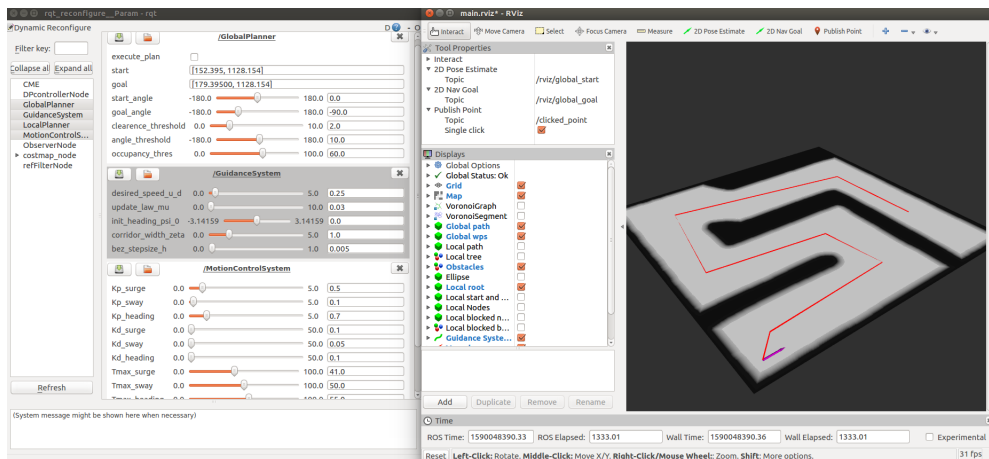 rqt_reconfigure__Param - rqt
Dynamic Reconfigure
D
- O
Filter key:
Collapse all
Expand all
CME
DPcontrollerNode
GlobalPlanner
GuidanceSystem
LocalPlanner
MotionControlS...
ObserverNode
costmap_node
refFilterNode
Refresh
/GlobalPlanner
execute_plan
start [152.395, 1128.154]
goal [179.39500, 1128.154]
start_angle -180.0 180.0 0.0
goal_angle -180.0 180.0 -90.0
clearence_threshold 0.0 10.0 2.0
angle_threshold -180.0 180.0 10.0
occupancy_thres 0.0 100.0 60.0
/GuidanceSystem
desired_speed_u_d 0.0 5.0 0.25
update_law_mu 0.0 10.0 0.03
init_heading_psi_0 -3.14159 3.14159 0.0
corridor_width_zeta 0.0 5.0 1.0
bez_stepsize_h 0.0 1.0 0.005
/MotionControlSystem
Kp_surge 0.0 5.0 0.5
Kp_sway 0.0 5.0 0.1
Kp_heading 0.0 5.0 0.7
Kd_surge 0.0 50.0 0.1
Kd_sway 0.0 50.0 0.05
Kd_heading 0.0 50.0 0.1
Tmax_surge 0.0 100.0 41.0
Tmax_sway 0.0 100.0 50.0
(System message might be shown here when necessary)
main.rviz* - RViz
Interact
Move Camera
Select
Focus Camera
Measure
2D Pose Estimate
2D Nav Goal
Publish Point
Tool Properties
Interact
2D Pose Estimate
Topic /rviz/global_start
2D Nav Goal
Topic /rviz/global_goal
Publish Point
Topic /clicked_point
Single click
Displays
Global Options
Global Status: Ok
Grid
Map
VoronoiGraph
VoronoiSegment
Global path
Global wps
Local path
Local tree
Obstacles
Ellipse
Local root
Local start and ...
Local Nodes
Local blocked n...
Local blocked b...
Guidance Syste...
Add
Duplicate
Remove
Rename
Time
ROS Time: 1590048390.33 ROS Elapsed: 1333.01 Wall Time: 1590048390.36 Wall Elapsed: 1333.01 Experimental
Reset Left-Click: Rotate. Middle-Click: Move X/Y. Right-Click/Mouse Wheel:: Zoom. Shift: More options. 31 fps